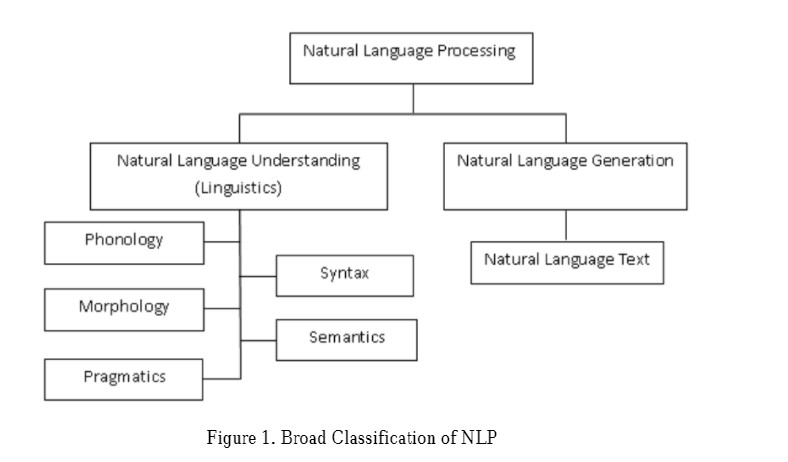 Natural Language Processing
Natural Language Understanding
(Linguistics)
Natural Language Generation
Phonology
Natural Language Text
Syntax
Morphology
Semantics
Pragmatics
Figure 1. Broad Classification of NLP